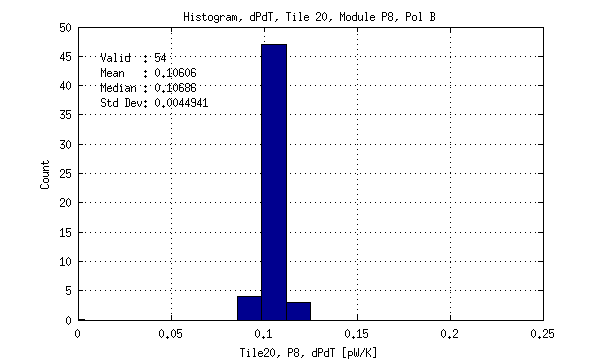 Histogram, dPdT, Tile 20, Module P8, Pol B
50
45
40
35
30
25
20
15
10
5
0
Count
Valid : 54
Mean : 0.10606
Median : 0.10686
Std Dev: 0.0044941
0 0.05 0.1 0.15 0.2 0.25
Tile20, P8, dPdT [pW/K]